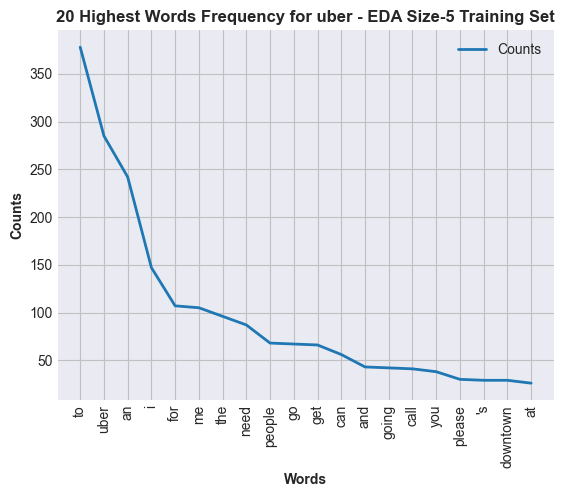 20 Highest Words Frequency for uber - EDA Size-5 Training Set
Counts
350
300
250
200
150
100
50
Counts
to
uber
an
i
for
me
the
need
people
go
get
can
and
going
call
you
please
's
downtown
at
Words